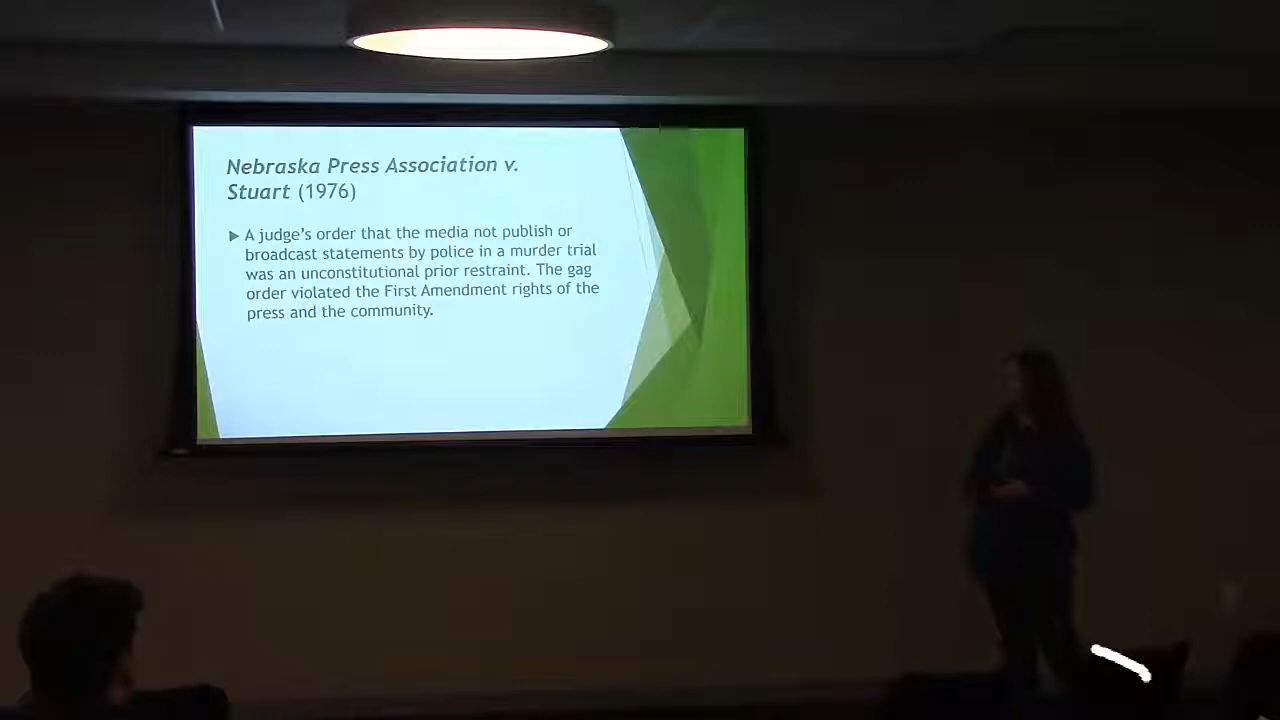 Nebraska Press Association v.
Stuart (1976)
A judge's order that the media not publish or
broadcast statements by police in a murder trial
was an unconstitutional prior restraint. The gag
order violated the First Amendment rights of the
press and the community.